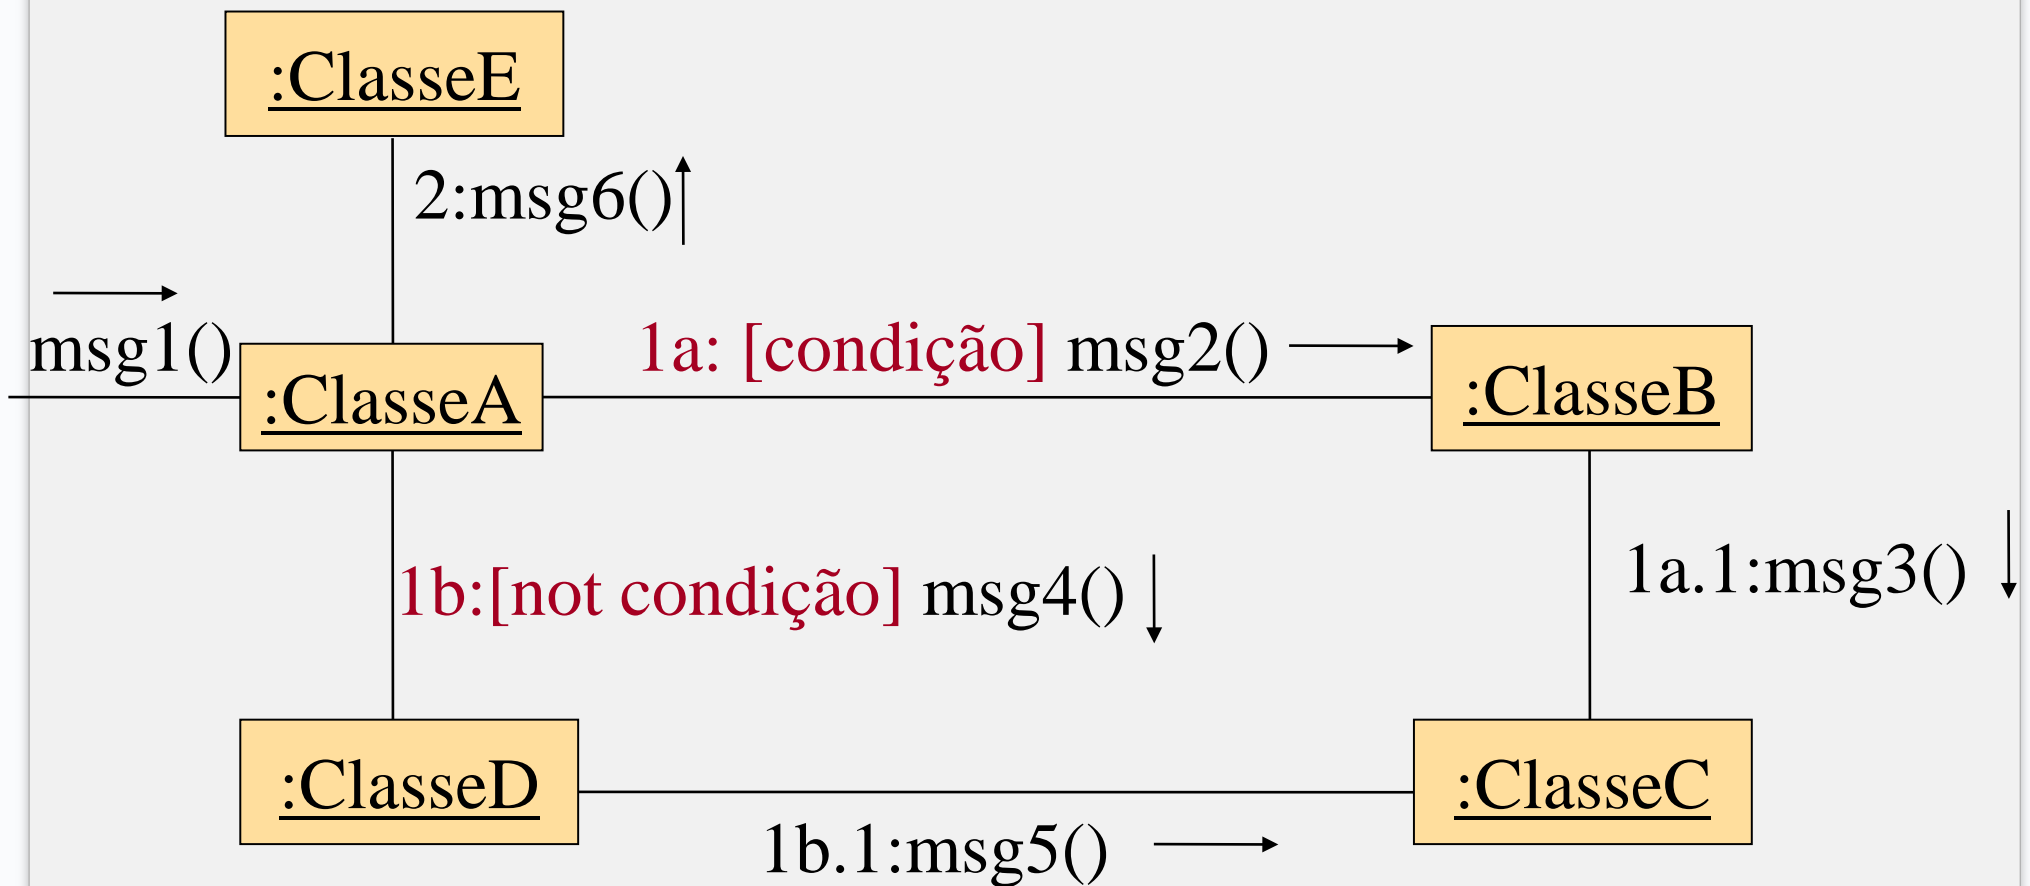 :ClasseE
2:msg6()
msg1()
1a: [condição] msg2()
:ClasseA
:ClasseB
1b:[not condição] msg4()
1a.1:msg3()
:ClasseD
:ClasseC
1b.1:msg5()